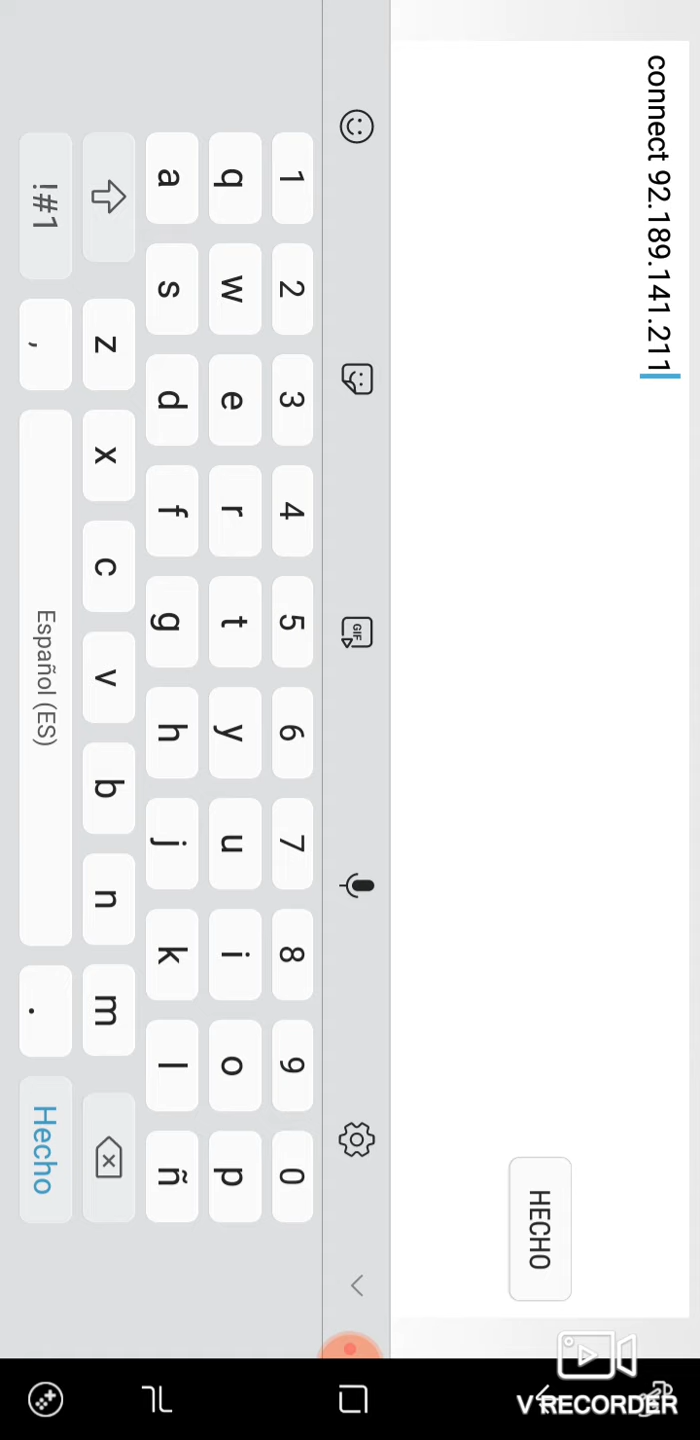 connect 92.189.141.211
HECHO
GIF
1 2 3 4 5 6 7 8 9 0
q w e r t y u i o p
a s d f g h j k l ñ
z x c v b n m
!#1 , Español (ES) . Hecho
V RECORDER